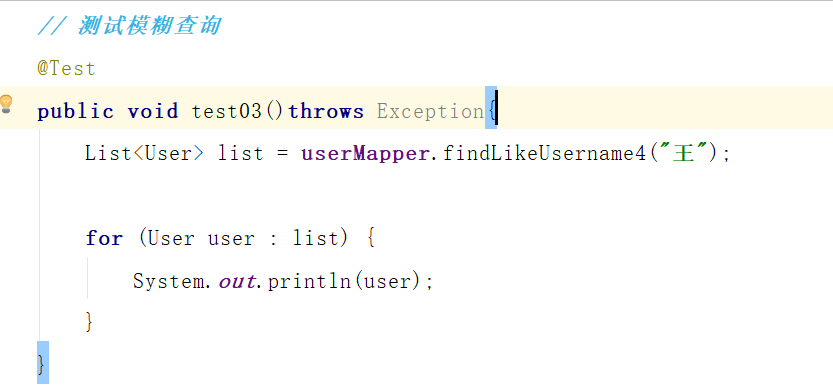 // 测试模糊查询
@Test
public void test03()throws Exception{
List<User> list = userMapper.findLikeUsername4("王");
for (User user : list) {
System.out.println(user);
}
}